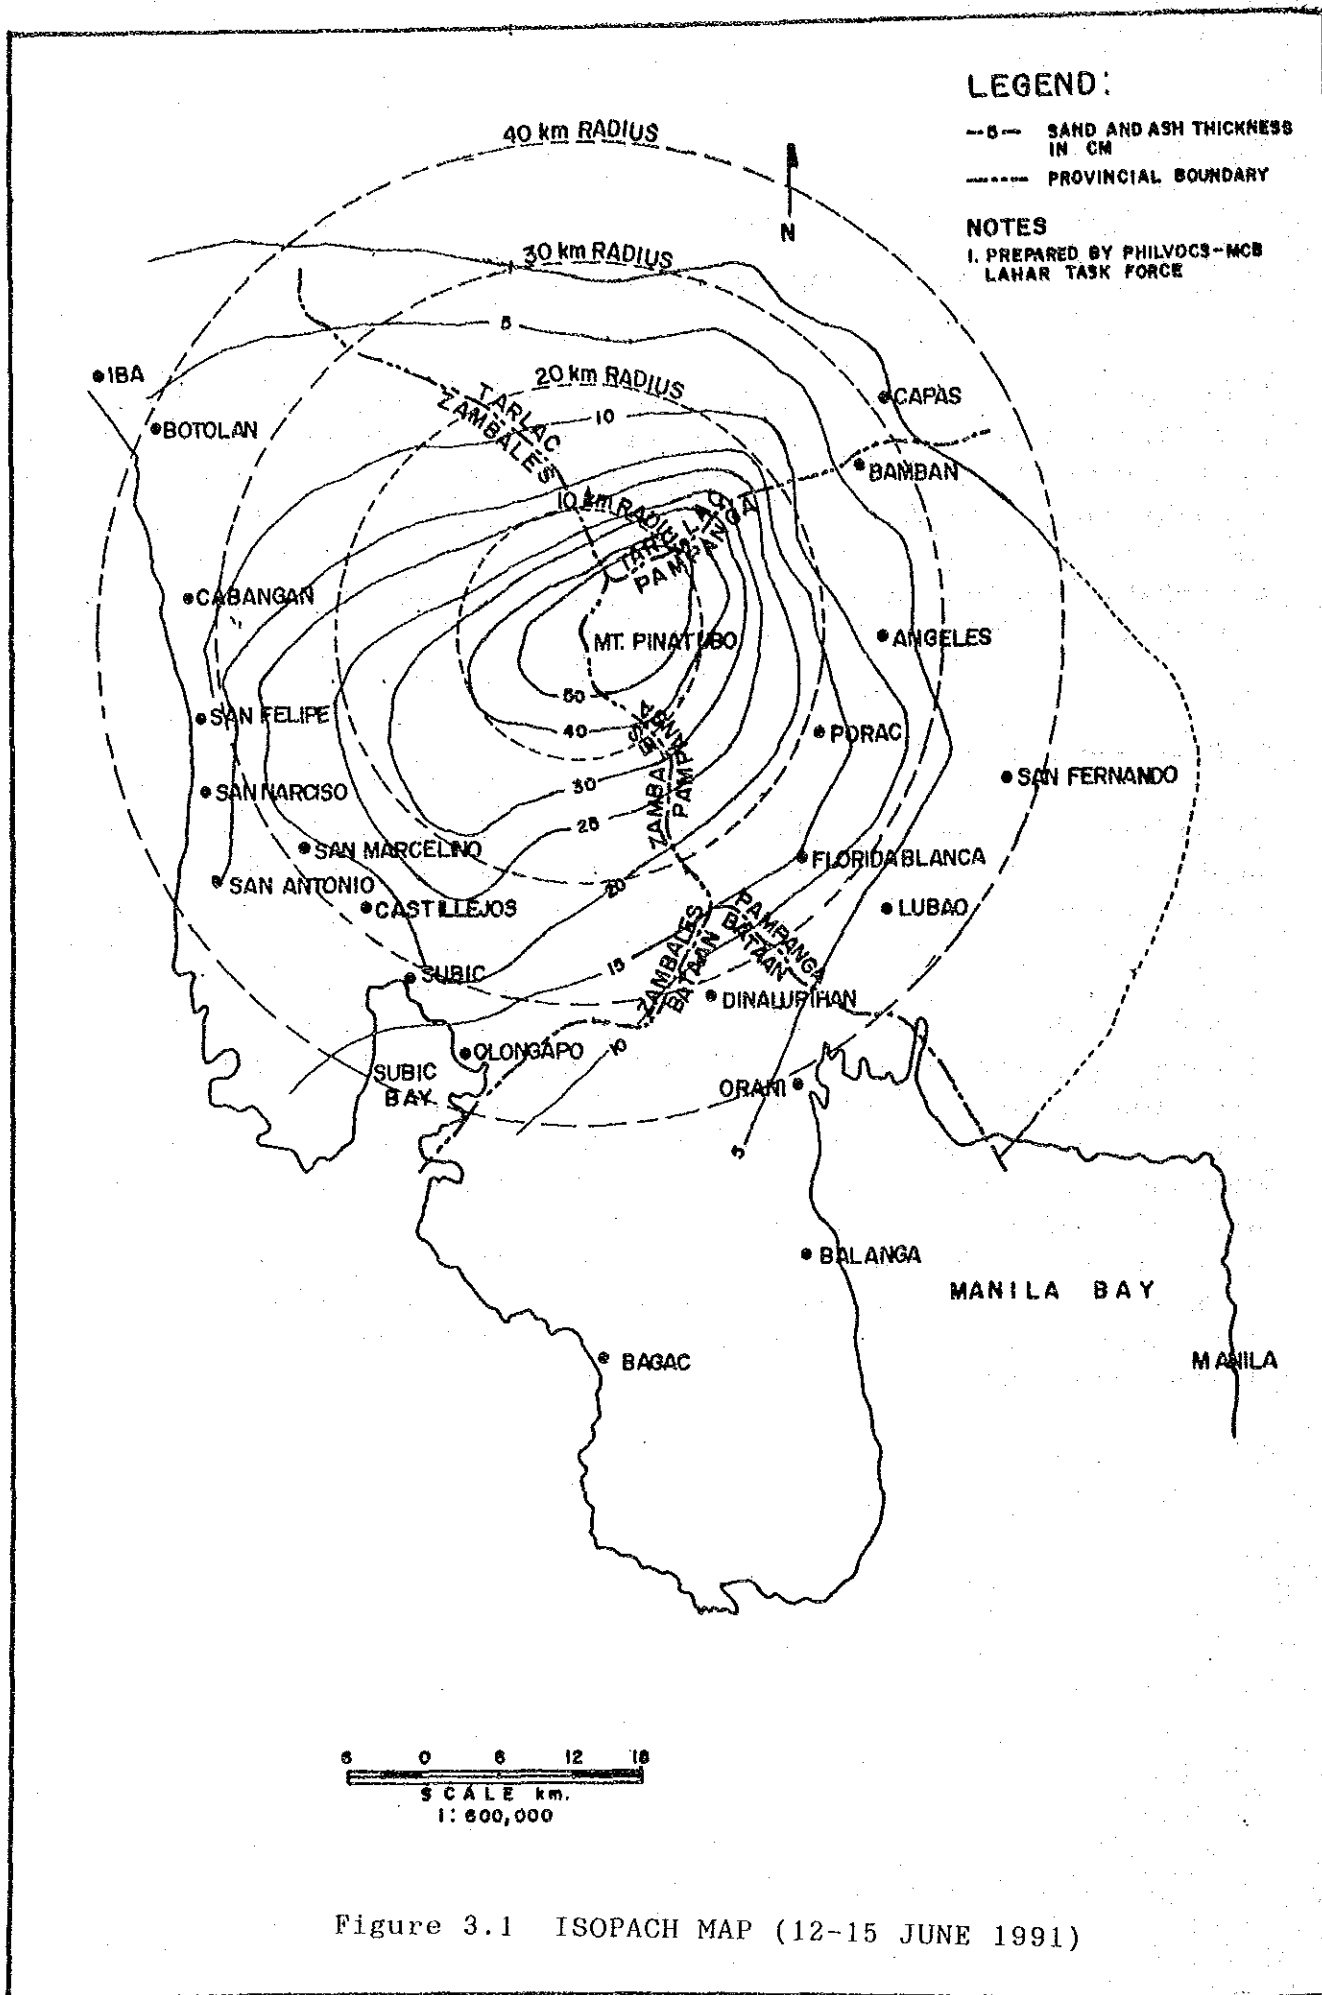 LEGEND:
--5-- SAND AND ASH THICKNESS
IN CM
PROVINCIAL BOUNDARY
NOTES
1. PREPARED BY PHILVOCS-MCB
LAHAR TASK FORCE
N
40 km RADIUS
30 km RADIUS
5
20 km RADIUS
10
10 km RADIUS
IBA
BOTOLAN
TARLAC
ZAMBALES
CAPAS
BAMBAN
TARLAC
PAMPANGA
CABANGAN
MT. PINATUBO
ANGELES
50
SAN FELIPE
40
ZAMBALES
PAMPANGA
PORAC
SAN NARCISO
30
SAN FERNANDO
25
SAN MARCELINO
FLORIDABLANCA
SAN ANTONIO
20
CASTILLEJOS
LUBAO
PAMPANGA
BATAAN
ZAMBALES
BATAAN
15
SUBIC
DINALUPIHAN
10
OLONGAPO
SUBIC
BAY
ORANI
5
BALANGA
MANILA BAY
BAGAC
MANILA
6 0 6 12 18
SCALE km.
1:600,000
Figure 3.1 ISOPACH MAP (12-15 JUNE 1991)